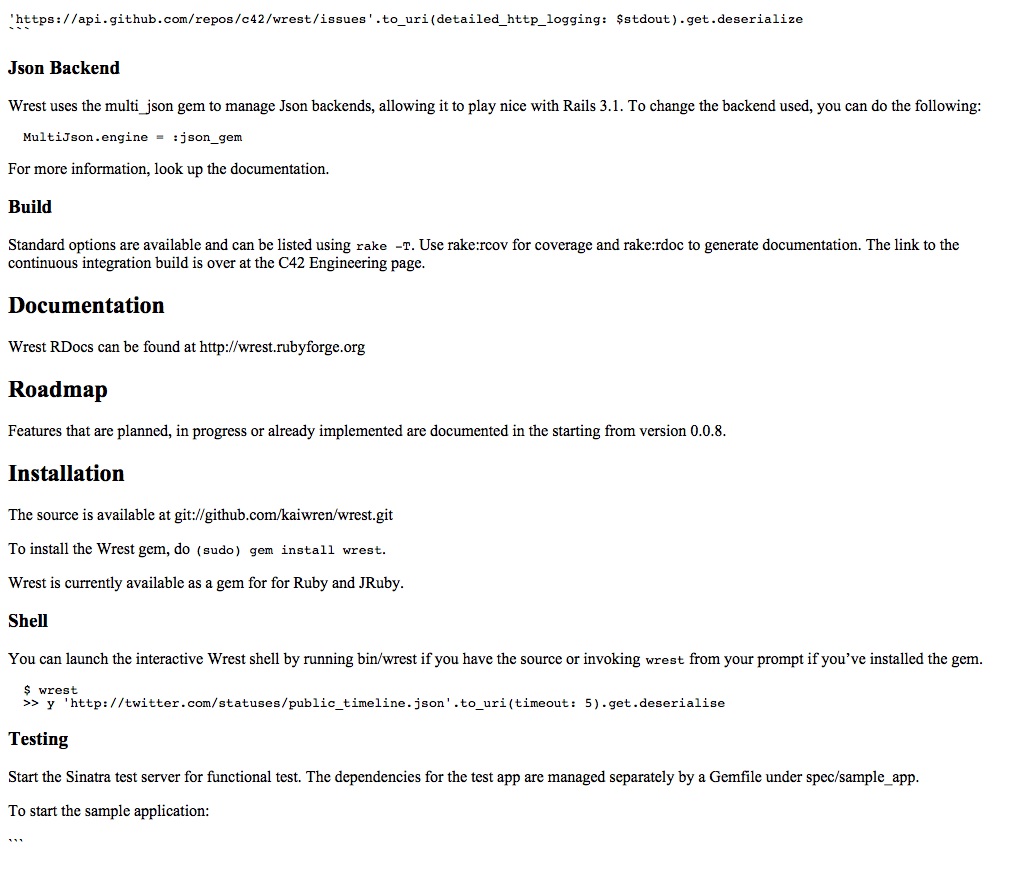 'https://api.github.com/repos/c42/wrest/issues'.to_uri(detailed_http_logging: $stdout).get.deserialize
```
Json Backend
Wrest uses the multi_json gem to manage Json backends, allowing it to play nice with Rails 3.1. To change the backend used, you can do the following:
MultiJson.engine = :json_gem
For more information, look up the documentation.
Build
Standard options are available and can be listed using rake -T. Use rake:rcov for coverage and rake:rdoc to generate documentation. The link to the
continuous integration build is over at the C42 Engineering page.
Documentation
Wrest RDocs can be found at http://wrest.rubyforge.org
Roadmap
Features that are planned, in progress or already implemented are documented in the starting from version 0.0.8.
Installation
The source is available at git://github.com/kaiwren/wrest.git
To install the Wrest gem, do (sudo) gem install wrest.
Wrest is currently available as a gem for for Ruby and JRuby.
Shell
You can launch the interactive Wrest shell by running bin/wrest if you have the source or invoking wrest from your prompt if you’ve installed the gem.
$ wrest
>> y 'http://twitter.com/statuses/public_timeline.json'.to_uri(timeout: 5).get.deserialise
Testing
Start the Sinatra test server for functional test. The dependencies for the test app are managed separately by a Gemfile under spec/sample_app.
To start the sample application:
```